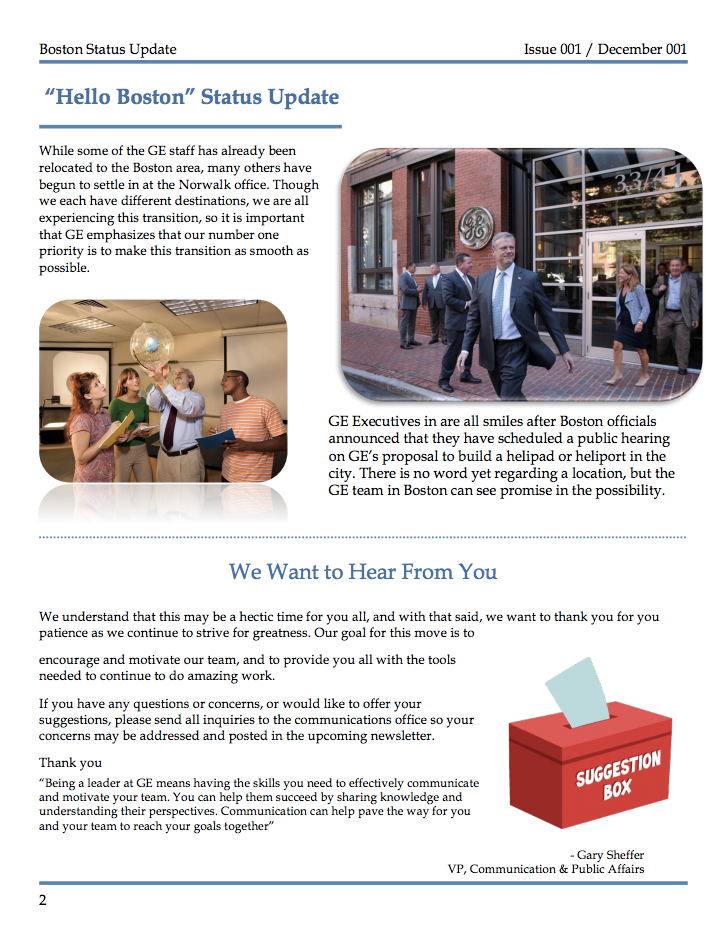 Boston Status Update
Issue 001 / December 001
“Hello Boston” Status Update
While some of the GE staff has already been
relocated to the Boston area, many others have
begun to settle in at the Norwalk office. Though
we each have different destinations, we are all
experiencing this transition, so it is important
that GE emphasizes that our number one
priority is to make this transition as smooth as
possible.
GE
33/41
GE Executives in are all smiles after Boston officials
announced that they have scheduled a public hearing
on GE’s proposal to build a helipad or heliport in the
city. There is no word yet regarding a location, but the
GE team in Boston can see promise in the possibility.
We Want to Hear From You
We understand that this may be a hectic time for you all, and with that said, we want to thank you for you
patience as we continue to strive for greatness. Our goal for this move is to
encourage and motivate our team, and to provide you all with the tools
needed to continue to do amazing work.
If you have any questions or concerns, or would like to offer your
suggestions, please send all inquiries to the communications office so your
concerns may be addressed and posted in the upcoming newsletter.
Thank you
“Being a leader at GE means having the skills you need to effectively communicate
and motivate your team. You can help them succeed by sharing knowledge and
understanding their perspectives. Communication can help pave the way for you
and your team to reach your goals together”
SUGGESTION
BOX
- Gary Sheffer
VP, Communication & Public Affairs
2